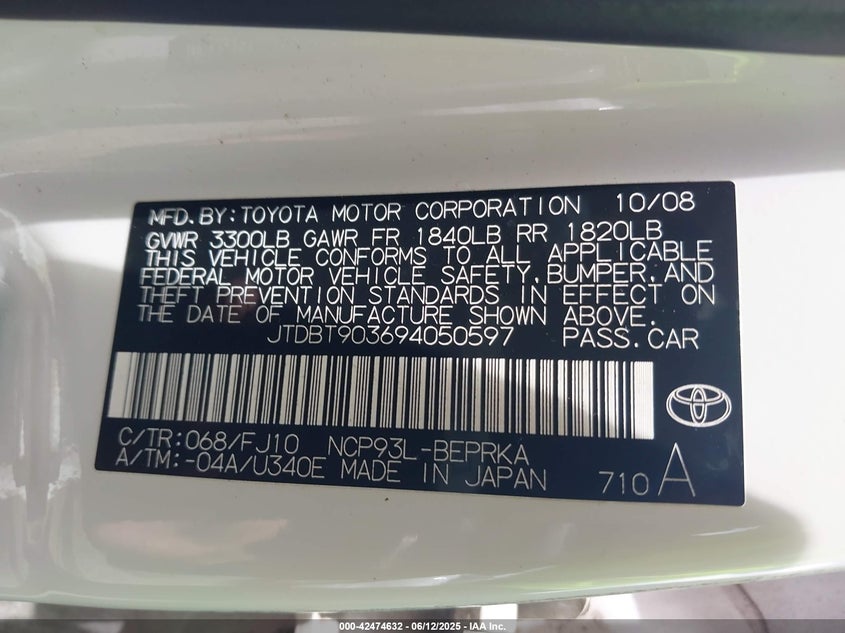 MFD.BY:TOYOTA MOTOR CORPORATION 10/08
GVWR 3300LB GAWR FR 1840LB RR 1820LB
THIS VEHICLE CONFORMS TO ALL APPLICABLE
FEDERAL MOTOR VEHICLE SAFETY,BUMPER,AND
THEFT PREVENTION STANDARDS IN EFFECT ON
THE DATE OF MANUFACTURE SHOWN ABOVE.
JTDBT903694050597 PASS.CAR
C/TR:068/FJ10 NCP93L-BEPRKA
A/TM:-04A/U340E MADE IN JAPAN 710A
000-42474632 - 06/12/2025 - IAA Inc.